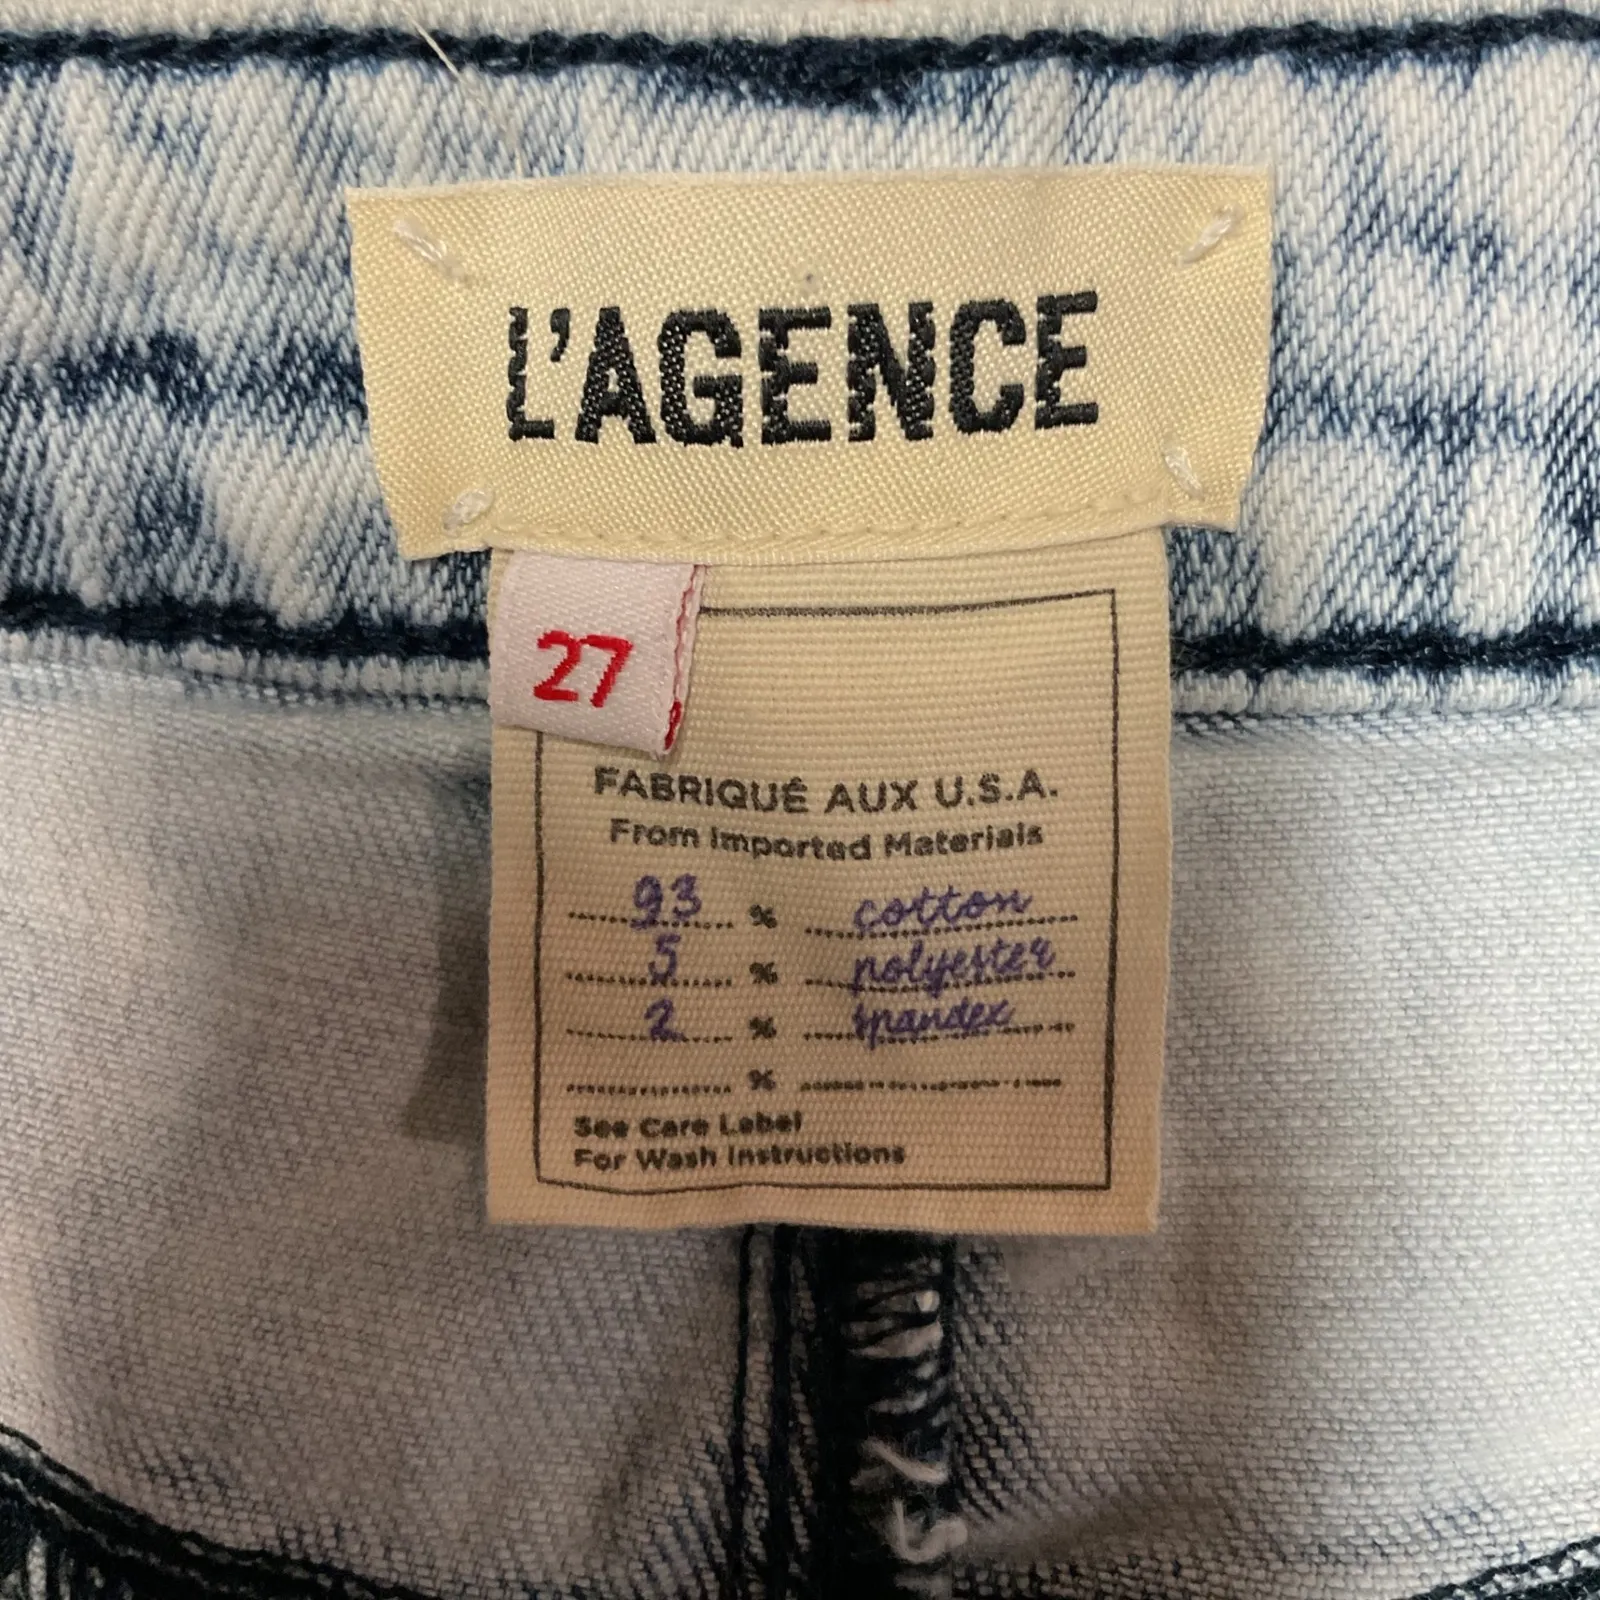 L'AGENCE
27
FABRIQUÉ AUX U.S.A.
From Imported Materials
93 % cotton
5 % polyester
2 % spandex
%
See Care Label
For Wash Instructions